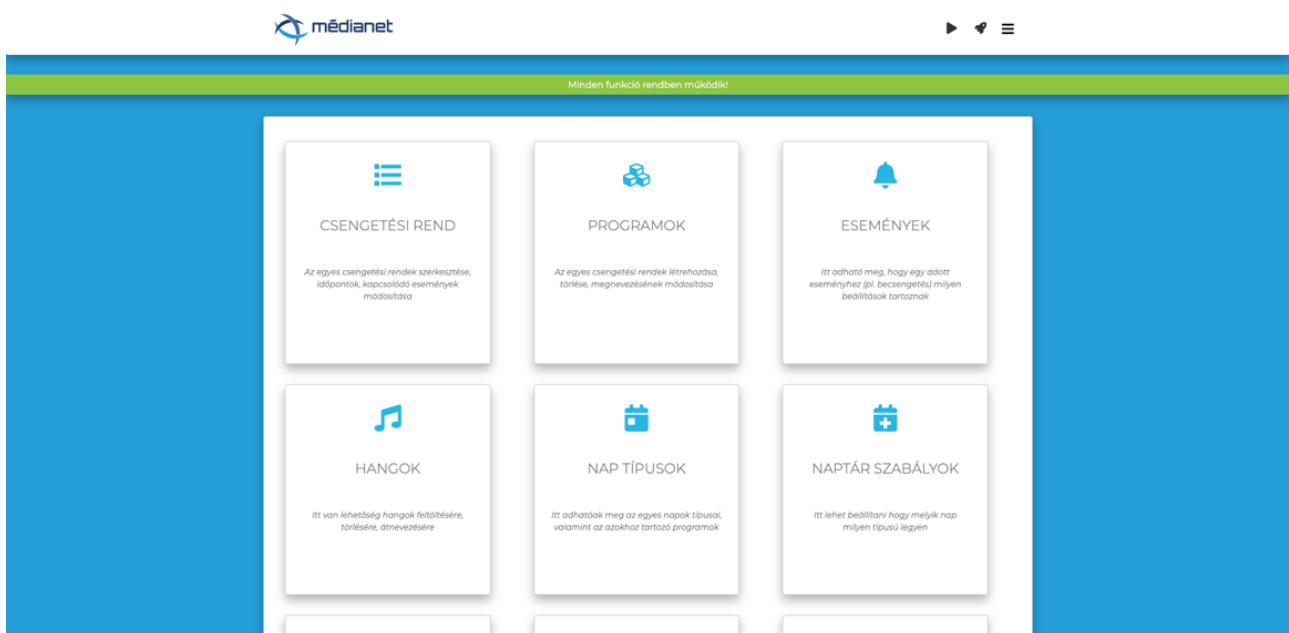 médianet
Minden funkció rendben működik!
CSENGETÉSI REND
Az egyes csengetési rendek szerkesztése,
időpontok, kapcsolódó események
módosítása
PROGRAMOK
Az egyes csengetési rendek létrehozása,
törlése, megnevezésének módosítása
ESEMÉNYEK
Itt adható meg, hogy egy adott
eseményhez (pl. becsengetés) milyen
beállítások tartoznak
HANGOK
Itt van lehetőség hangok feltöltésére,
törlésére, átnevezésére
NAP TÍPUSOK
Itt adhatóak meg az egyes napok típusai,
valamint az azokhoz tartozó programok
NAPTÁR SZABÁLYOK
Itt lehet beállítani hogy melyik nap
milyen típusú legyen